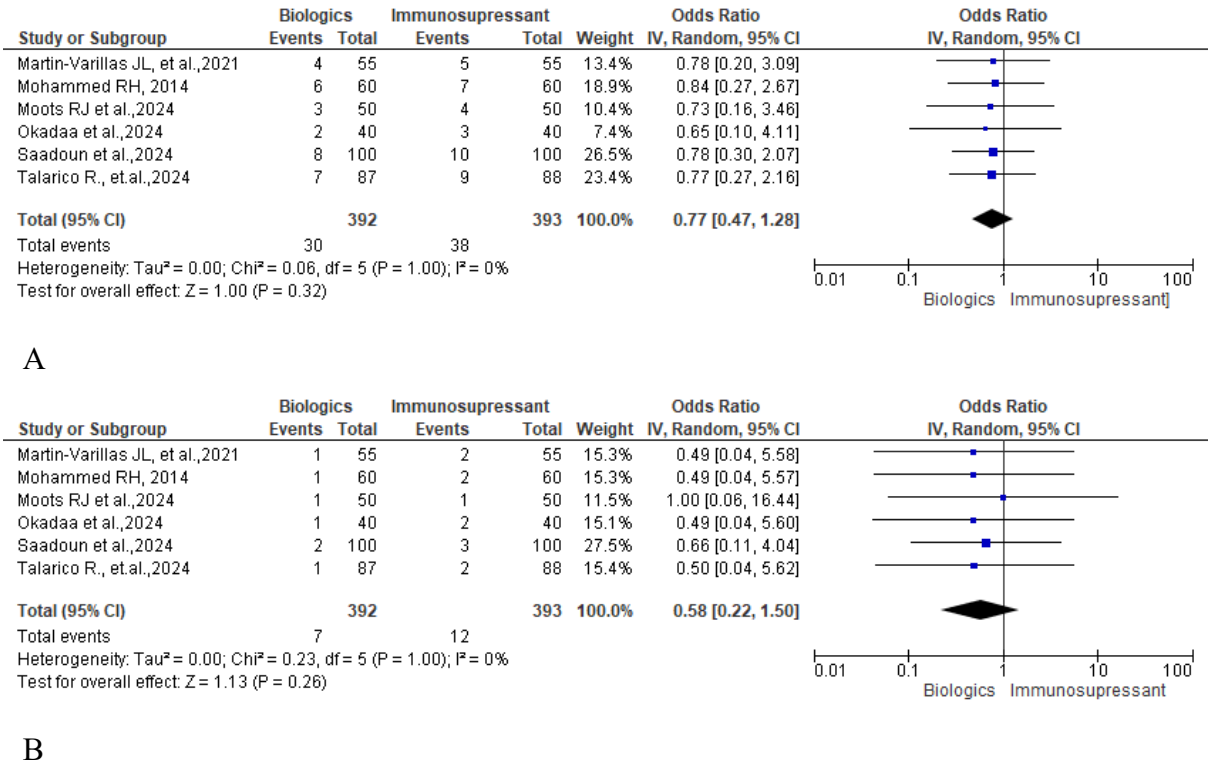 Biologics Immunosupressant Odds Ratio Odds Ratio
Study or Subgroup Events Total Events Total Weight IV, Random, 95% CI IV, Random, 95% CI
Martin-Varillas JL, et al.,2021 4 55 5 55 13.4% 0.78 [0.20, 3.09]
Mohammed RH, 2014 6 60 7 60 18.9% 0.84 [0.27, 2.67]
Moots RJ et al.,2024 3 50 4 50 10.4% 0.73 [0.16, 3.46]
Okadaa et al.,2024 2 40 3 40 7.4% 0.65 [0.10, 4.11]
Saadoun et al.,2024 8 100 10 100 26.5% 0.78 [0.30, 2.07]
Talarico R., et.al.,2024 7 87 9 88 23.4% 0.77 [0.27, 2.16]
Total (95% CI) 392 393 100.0% 0.77 [0.47, 1.28]
Total events 30 38
Heterogeneity: Tau² = 0.00; Chi² = 0.06, df = 5 (P = 1.00); I² = 0%
Test for overall effect: Z = 1.00 (P = 0.32)
0.01 0.1 1 10 100
Biologics Immunosupressant]
A
Biologics Immunosupressant Odds Ratio Odds Ratio
Study or Subgroup Events Total Events Total Weight IV, Random, 95% CI IV, Random, 95% CI
Martin-Varillas JL, et al.,2021 1 55 2 55 15.3% 0.49 [0.04, 5.58]
Mohammed RH, 2014 1 60 2 60 15.3% 0.49 [0.04, 5.57]
Moots RJ et al.,2024 1 50 1 50 11.5% 1.00 [0.06, 16.44]
Okadaa et al.,2024 1 40 2 40 15.1% 0.49 [0.04, 5.60]
Saadoun et al.,2024 2 100 3 100 27.5% 0.66 [0.11, 4.04]
Talarico R., et.al.,2024 1 87 2 88 15.4% 0.50 [0.04, 5.62]
Total (95% CI) 392 393 100.0% 0.58 [0.22, 1.50]
Total events 7 12
Heterogeneity: Tau² = 0.00; Chi² = 0.23, df = 5 (P = 1.00); I² = 0%
Test for overall effect: Z = 1.13 (P = 0.26)
0.01 0.1 1 10 100
Biologics Immunosupressant
B